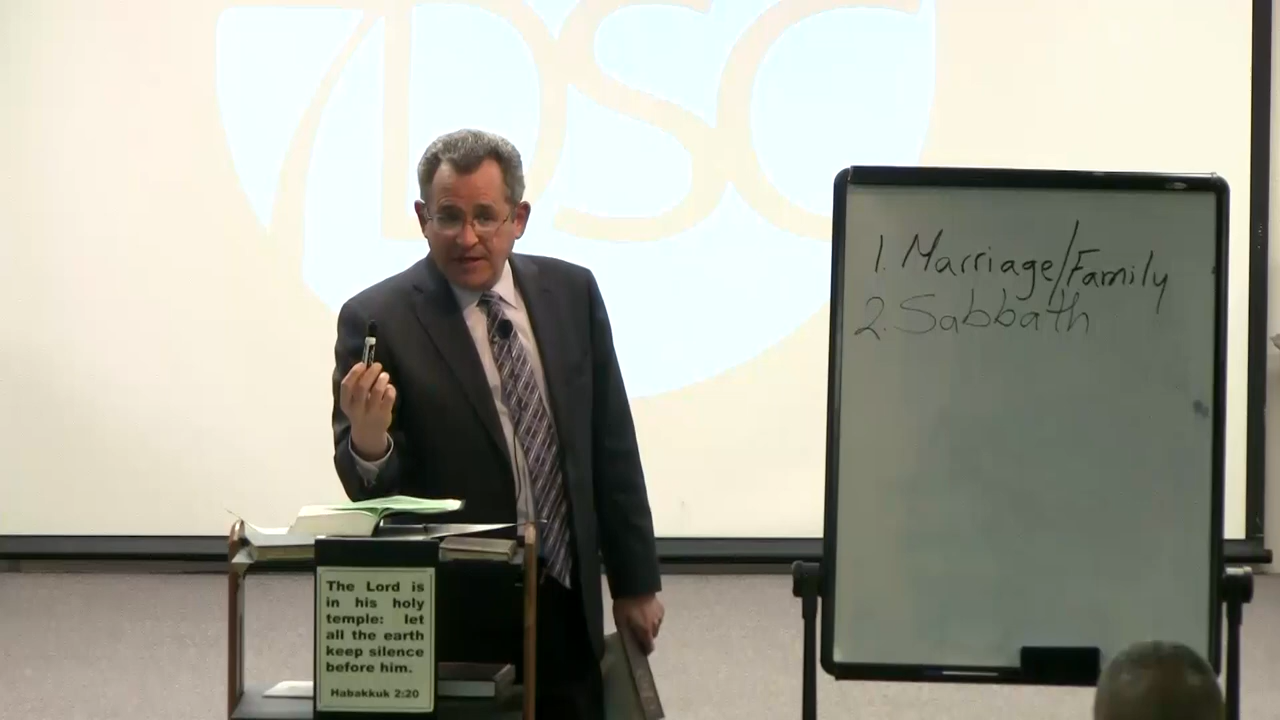 DSC
1. Marriage/Family
2. Sabbath
The Lord is
in his holy
temple: let
all the earth
keep silence
before him.
Habakkuk 2:20